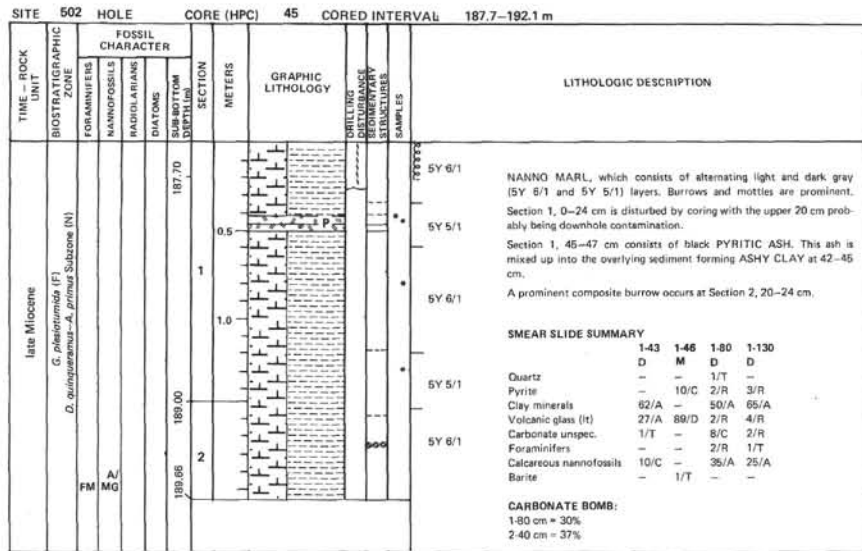 SITE 502 HOLE CORE (HPC) 45 CORED INTERVAL 187.7–192.1 m
TIME – ROCK UNIT
BIOSTRATIGRAPHIC ZONE
FOSSIL CHARACTER
FORAMINIFERS
NANNOFOSSILS
RADIOLARIANS
DIATOMS
SUB-BOTTOM DEPTH (m)
SECTION
METERS
GRAPHIC LITHOLOGY
DRILLING DISTURBANCE
SEDIMENTARY STRUCTURES
SAMPLES
LITHOLOGIC DESCRIPTION
late Miocene
G. plesiotumida (F)
D. quinqueramus–A. primus Subzone (N)
FM
A/
MG
187.70
189.00
189.66
1
2
0.5
1.0
P
5Y 6/1
5Y 5/1
5Y 6/1
5Y 5/1
5Y 6/1
NANNO MARL, which consists of alternating light and dark gray
(5Y 6/1 and 5Y 5/1) layers. Burrows and mottles are prominent.
Section 1, 0–24 cm is disturbed by coring with the upper 20 cm prob-
ably being downhole contamination.
Section 1, 45–47 cm consists of black PYRITIC ASH. This ash is
mixed up into the overlying sediment forming ASHY CLAY at 42–45
cm.
A prominent composite burrow occurs at Section 2, 20–24 cm.
SMEAR SLIDE SUMMARY
1-43 1-46 1-80 1-130
D M D D
Quartz – – 1/T –
Pyrite – 10/C 2/R 3/R
Clay minerals 62/A – 50/A 65/A
Volcanic glass (lt) 27/A 89/D 2/R 4/R
Carbonate unspec. 1/T – 8/C 2/R
Foraminifers – – 2/R 1/T
Calcareous nannofossils 10/C – 35/A 25/A
Barite – 1/T – –
CARBONATE BOMB:
1-80 cm = 30%
2-40 cm = 37%